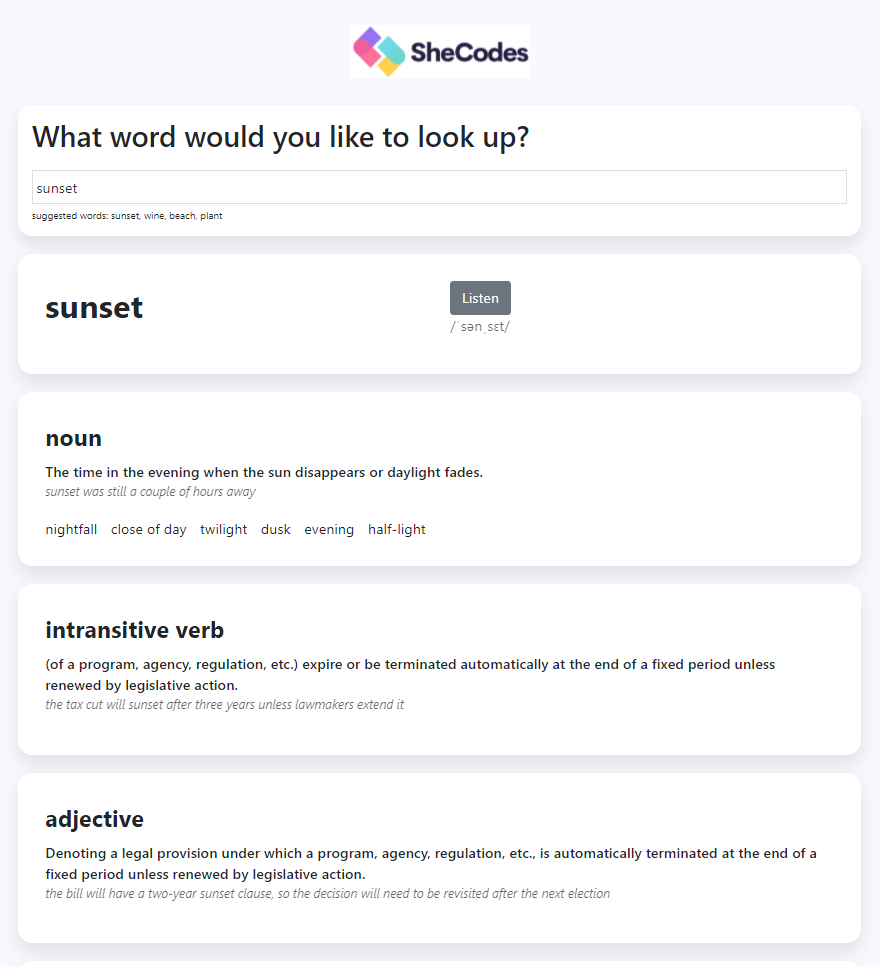 SheCodes
What word would you like to look up?
sunset
suggested words: sunset, wine, beach, plant
sunset
Listen
/ˈsənˌsɛt/
noun
The time in the evening when the sun disappears or daylight fades.
sunset was still a couple of hours away
nightfall close of day twilight dusk evening half-light
intransitive verb
(of a program, agency, regulation, etc.) expire or be terminated automatically at the end of a fixed period unless
renewed by legislative action.
the tax cut will sunset after three years unless lawmakers extend it
adjective
Denoting a legal provision under which a program, agency, regulation, etc., is automatically terminated at the end of a
fixed period unless renewed by legislative action.
the bill will have a two-year sunset clause, so the decision will need to be revisited after the next election